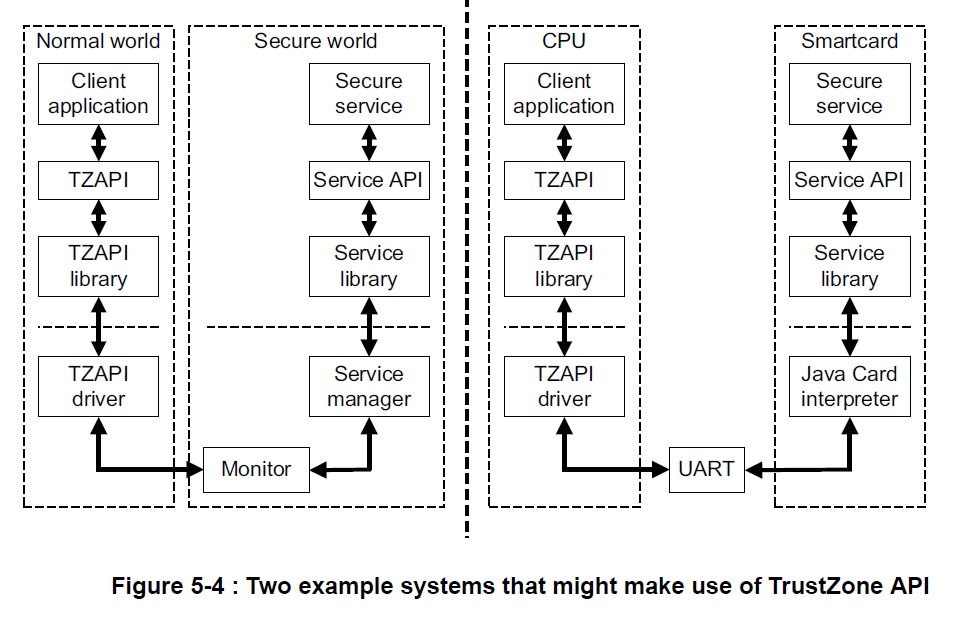 Normal world
Secure world
CPU
Smartcard
Client
application
Secure
service
Client
application
Secure
service
TZAPI
Service API
TZAPI
Service API
TZAPI
library
Service
library
TZAPI
library
Service
library
TZAPI
driver
Service
manager
TZAPI
driver
Java Card
interpreter
Monitor
UART
Figure 5-4 : Two example systems that might make use of TrustZone API